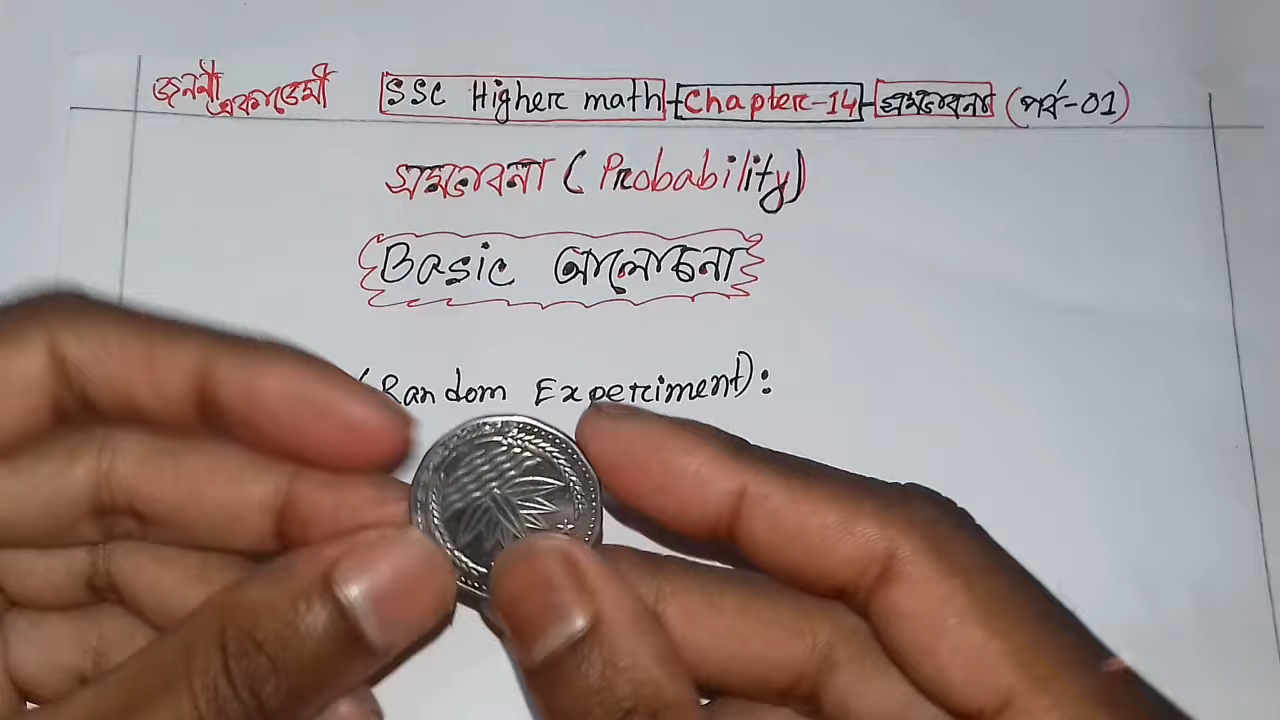 জননী একাডেমী SSC Higher math - Chapter-14 - সম্ভাবনা (পর্ব-01)
সম্ভাবনা (Probability)
Basic আলোচনা
(Random Experiment):